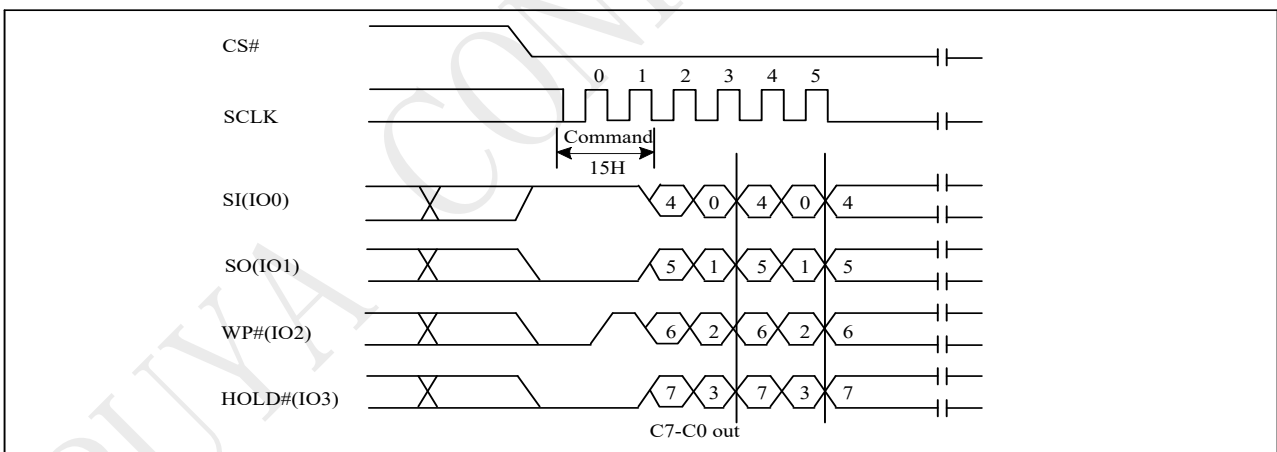 CS#
0 1 2 3 4 5
SCLK
Command
15H
SI(IO0) 4 0 4 0 4
SO(IO1) 5 1 5 1 5
WP#(IO2) 6 2 6 2 6
HOLD#(IO3) 7 3 7 3 7
C7-C0 out